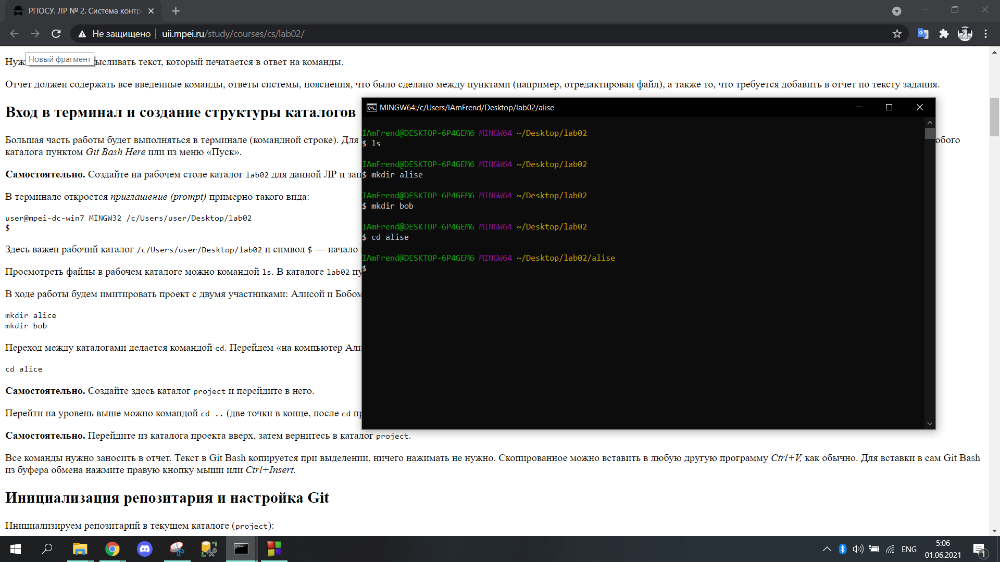 РПОСУ. ЛР № 2. Система контр
Не защищено | uii.mpei.ru/study/courses/cs/lab02/
Новый фрагмент
Нуж ысливать текст, который печатается в ответ на команды.
Отчет должен содержать все введенные команды, ответы системы, пояснения, что было сделано между пунктами (например, отредактирован файл), а также то, что требуется добавить в отчет по тексту задания.
Вход в терминал и создание структуры каталогов
Большая часть работы будет выполняться в терминале (командной строке). Для обого
каталога пунктом Git Bash Here или из меню «Пуск».
Самостоятельно. Создайте на рабочем столе каталог lab02 для данной ЛР и зап
В терминале откроется приглашение (prompt) примерно такого вида:
user@mpei-dc-win7 MINGW32 /c/Users/user/Desktop/lab02
$
Здесь важен рабочий каталог /c/Users/user/Desktop/lab02 и символ $ — начало
Просмотреть файлы в рабочем каталоге можно командой ls. В каталоге lab02 пу
В ходе работы будем имитировать проект с двумя участниками: Алисой и Бобом
mkdir alice
mkdir bob
Переход между каталогами делается командой cd. Перейдем «на компьютер Али
cd alice
Самостоятельно. Создайте здесь каталог project и перейдите в него.
Перейти на уровень выше можно командой cd .. (две точки в конце, после cd пр
Самостоятельно. Перейдите из каталога проекта вверх, затем вернитесь в каталог project.
Все команды нужно заносить в отчет. Текст в Git Bash копируется при выделении, ничего нажимать не нужно. Скопированное можно вставить в любую другую программу Ctrl+V, как обычно. Для вставки в сам Git Bash
из буфера обмена нажмите правую кнопку мыши или Ctrl+Insert.
Инициализация репозитария и настройка Git
Инициализируем репозитарий в текущем каталоге (project):
MINGW64:/c/Users/IAmFrend/Desktop/lab02/alise
IAmFrend@DESKTOP-6P4GEM6 MINGW64 ~/Desktop/lab02
$ ls
IAmFrend@DESKTOP-6P4GEM6 MINGW64 ~/Desktop/lab02
$ mkdir alise
IAmFrend@DESKTOP-6P4GEM6 MINGW64 ~/Desktop/lab02
$ mkdir bob
IAmFrend@DESKTOP-6P4GEM6 MINGW64 ~/Desktop/lab02
$ cd alise
IAmFrend@DESKTOP-6P4GEM6 MINGW64 ~/Desktop/lab02/alise
$
ENG
5:06
01.06.2021
1